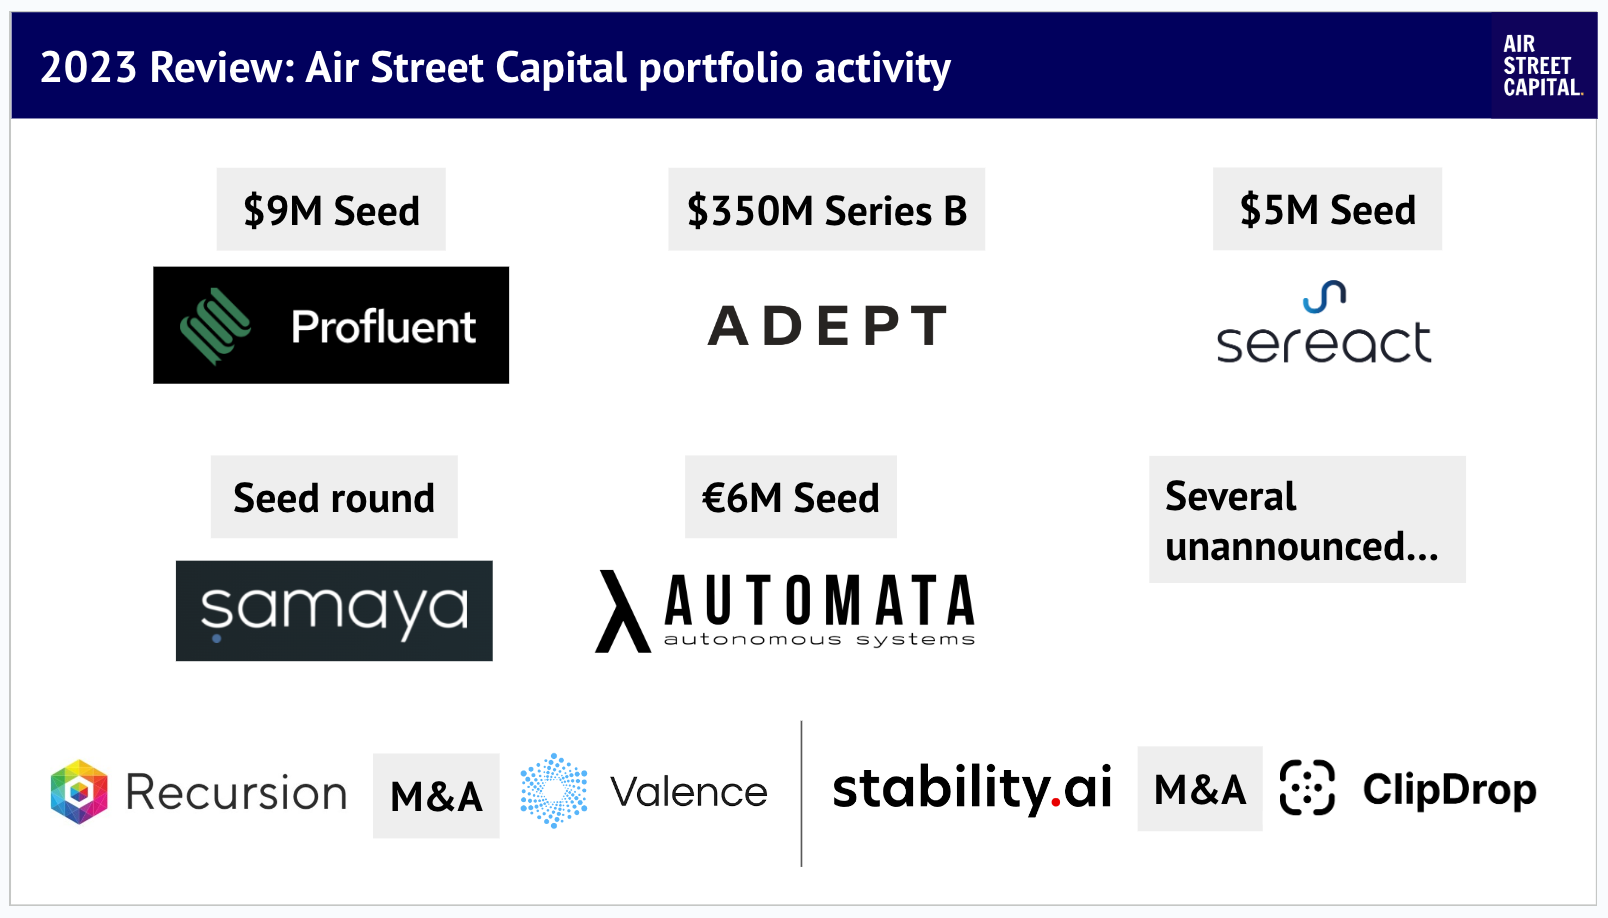 2023 Review: Air Street Capital portfolio activity
AIR
STREET
CAPITAL.
$9M Seed
$350M Series B
$5M Seed
Profluent
ADEPT
sereact
Seed round
€6M Seed
Several
unannounced...
samaya
AUTOMATA
autonomous systems
Recursion
M&A
Valence
stability.ai
M&A
ClipDrop